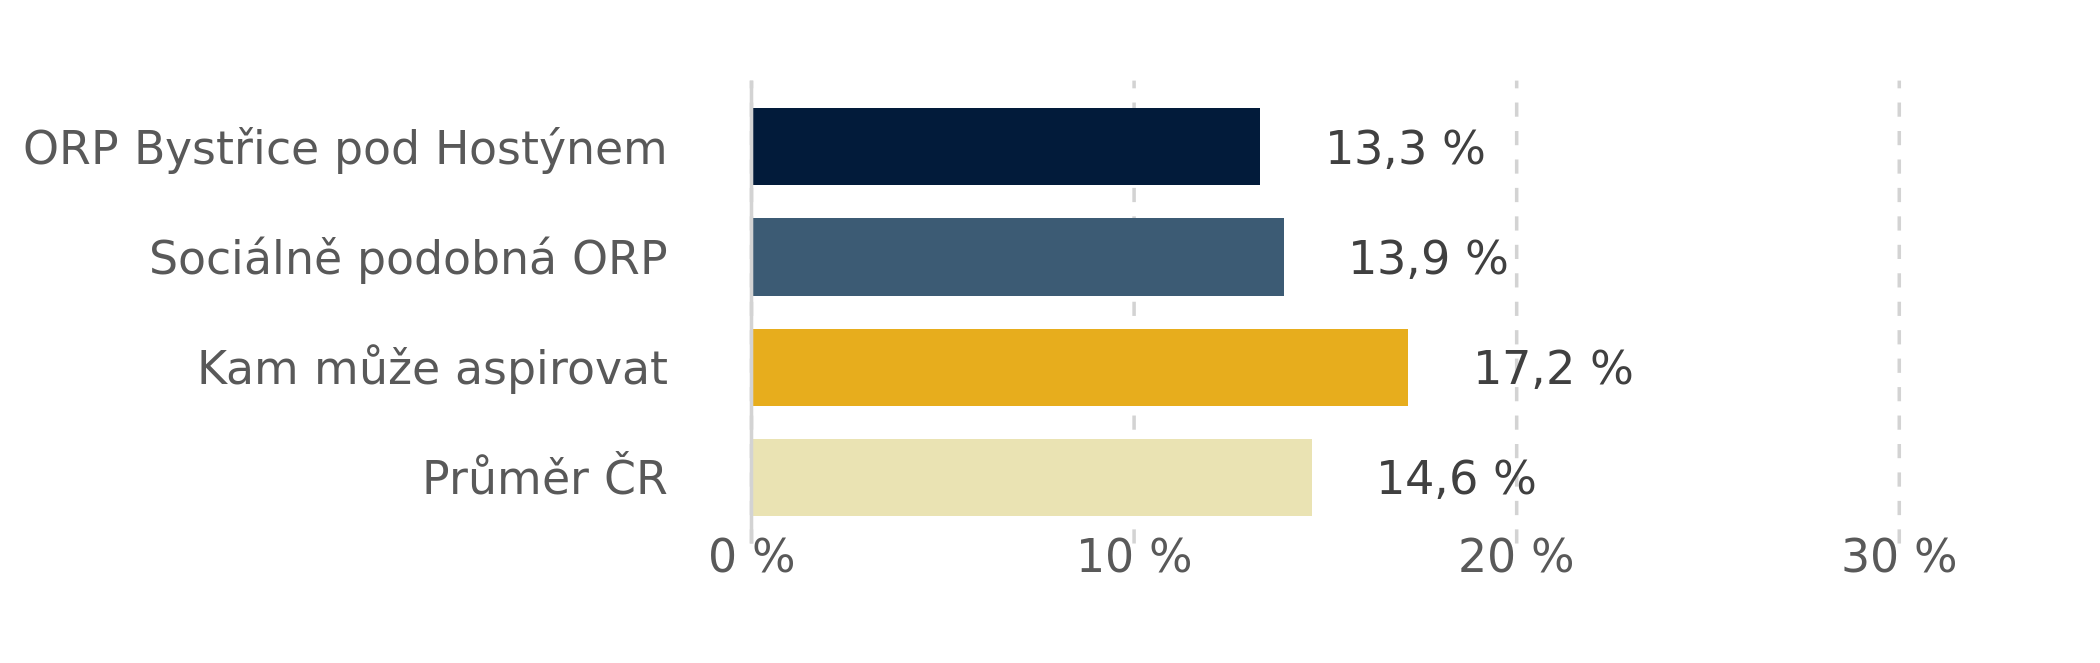 ORP Bystřice pod Hostýnem 13,3 %
Sociálně podobná ORP 13,9 %
Kam může aspirovat 17,2 %
Průměr ČR 14,6 %
0 % 10 % 20 % 30 %